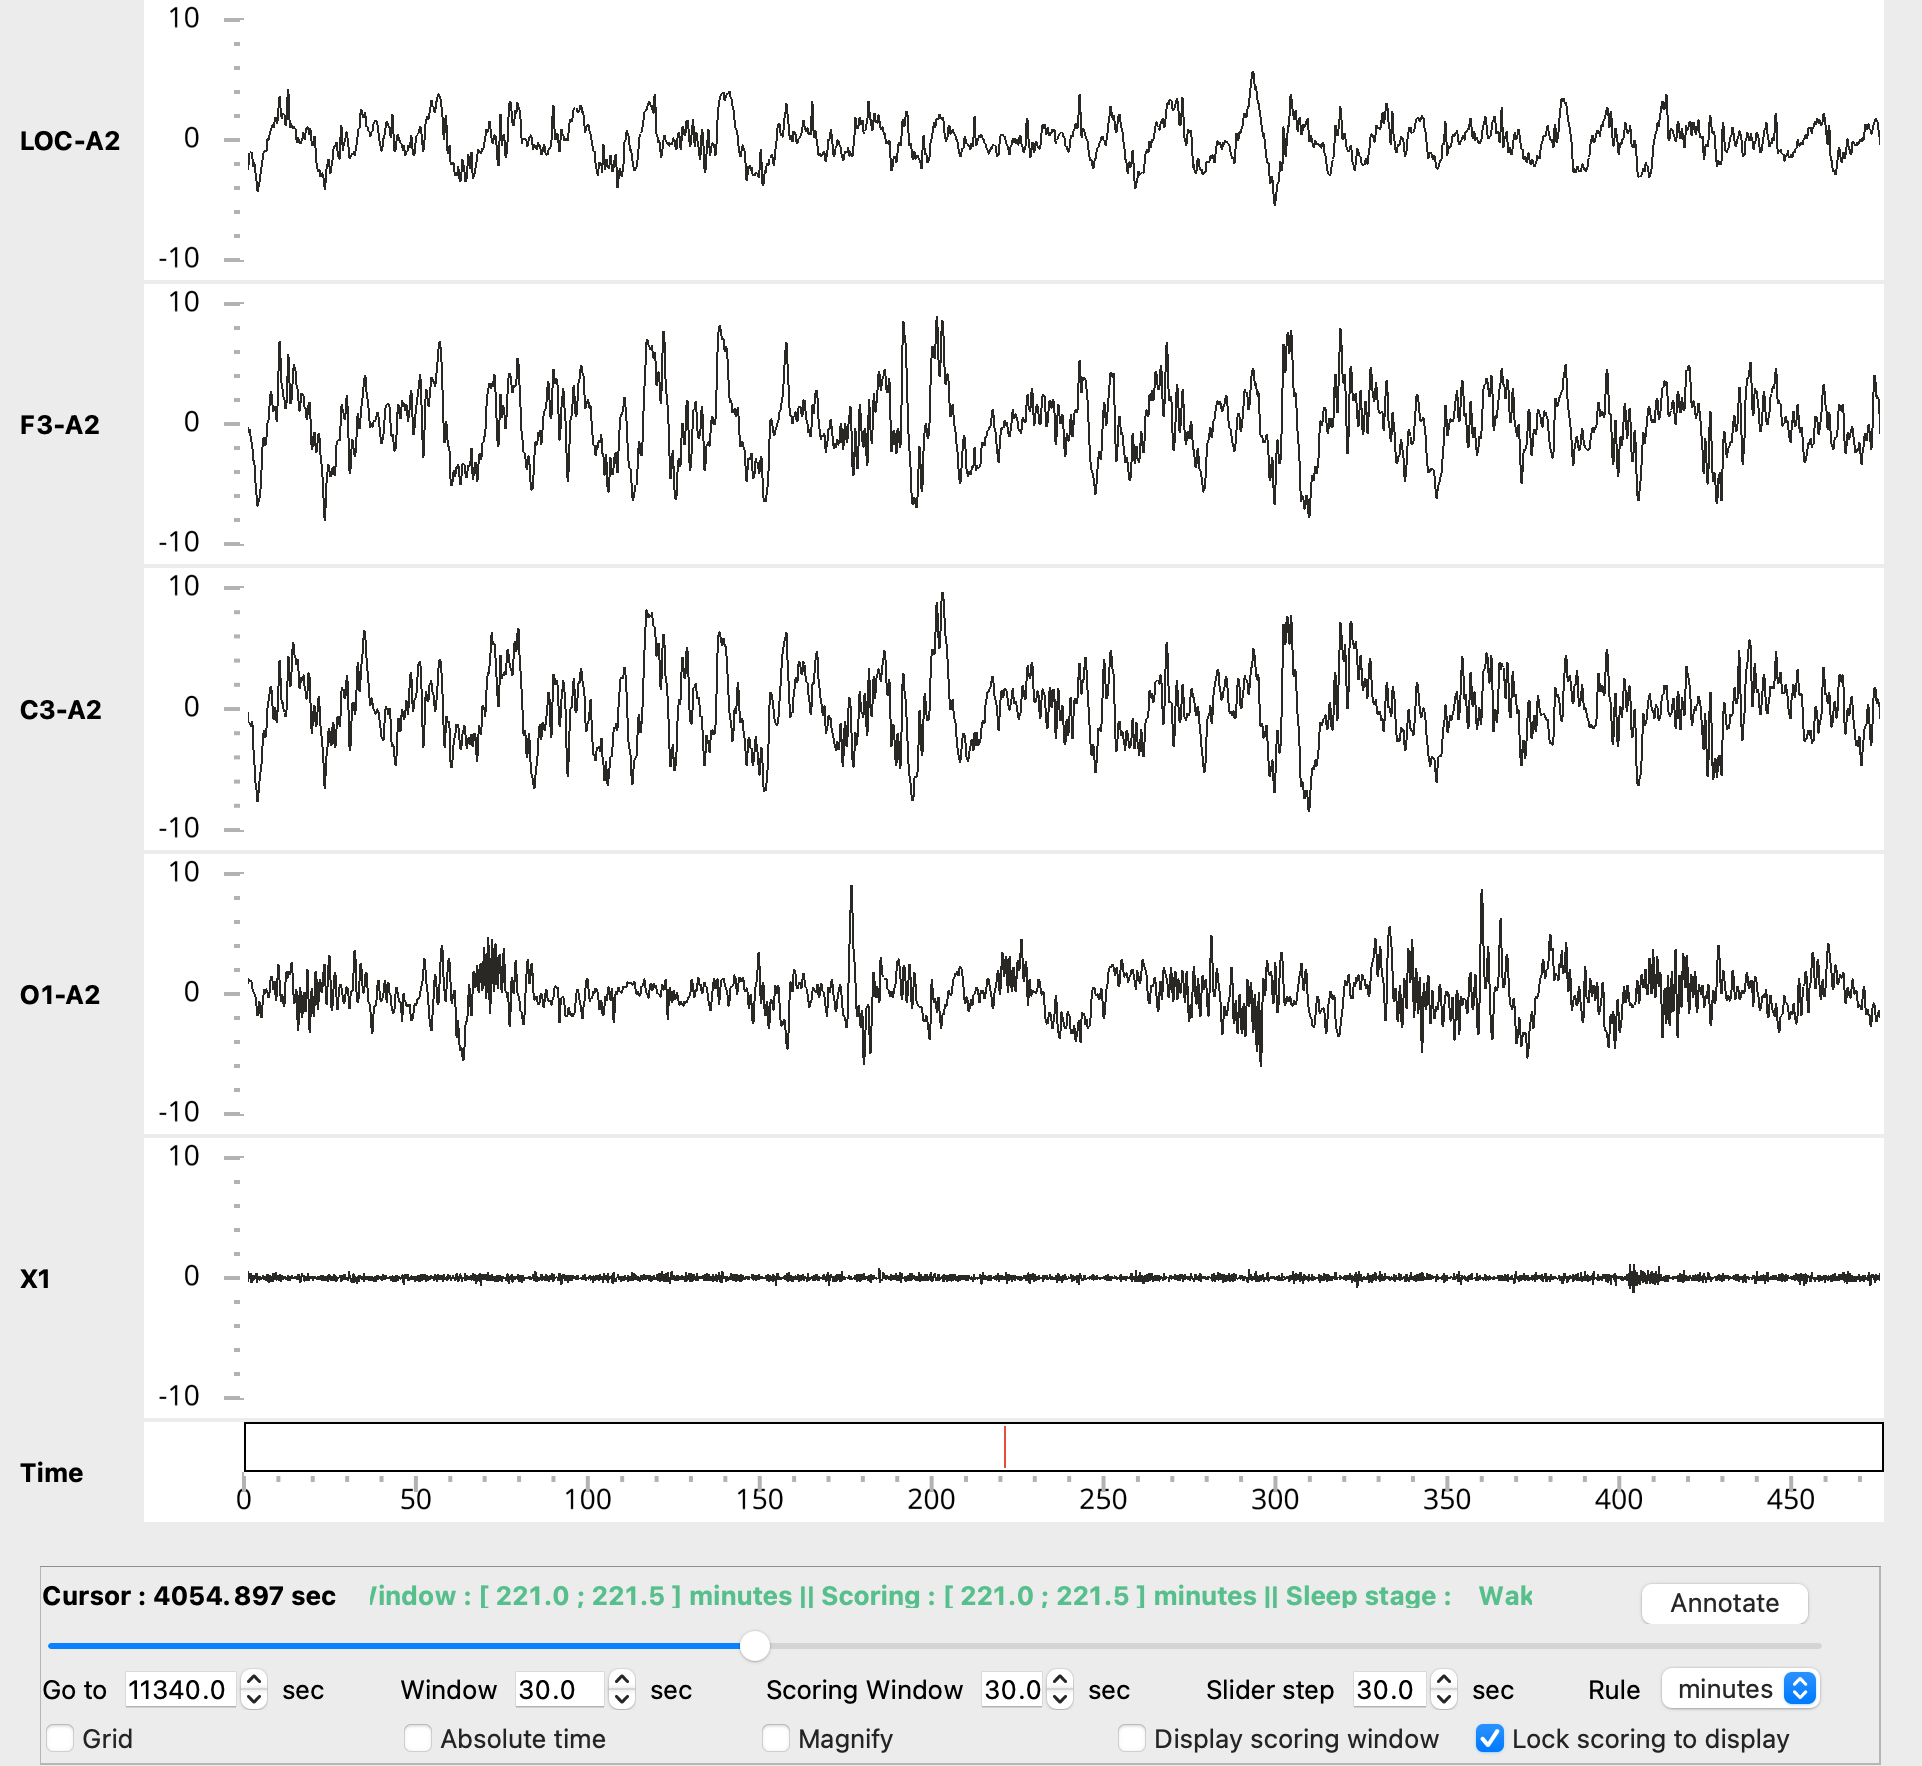 10
LOC-A2 0
-10
10
F3-A2 0
-10
10
C3-A2 0
-10
10
O1-A2 0
-10
10
X1 0
-10
Time
0 50 100 150 200 250 300 350 400 450
Cursor : 4054.897 sec indow : [ 221.0 ; 221.5 ] minutes || Scoring : [ 221.0 ; 221.5 ] minutes || Sleep stage : Wak Annotate
Go to 11340.0 sec Window 30.0 sec Scoring Window 30.0 sec Slider step 30.0 sec Rule minutes
Grid Absolute time Magnify Display scoring window Lock scoring to display